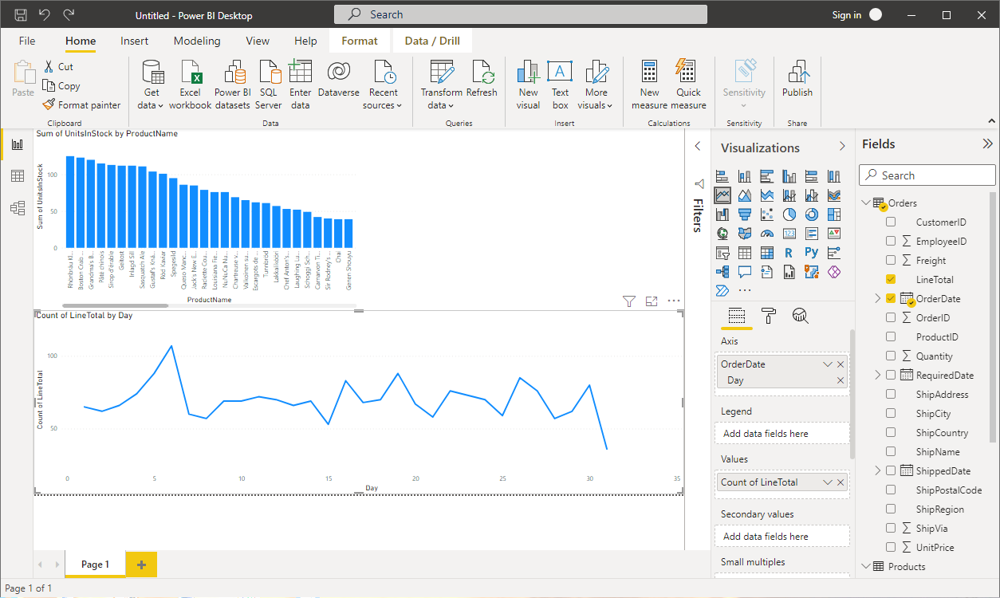 Untitled - Power BI Desktop
Search
Sign in
File Home Insert Modeling View Help Format Data / Drill
Paste
Cut
Copy
Format painter
Clipboard
Get data
Excel workbook
Power BI datasets
SQL Server
Enter data
Dataverse
Recent sources
Data
Transform data
Refresh
Queries
New visual
Text box
More visuals
Insert
New measure
Quick measure
Calculations
Sensitivity
Sensitivity
Publish
Share
Sum of UnitsInStock by ProductName
Sum of UnitsInStock
100
50
0
Rhönbräu Kl...
Boston Crab ...
Grandma's B...
Pâté chinois
Sirop d'érable
Geitost
Inlagd Sill
Sasquatch Ale
Gustaf's Knä...
Röd Kaviar
Spegesild
Queso Manc...
Jack's New E...
Raclette Cou...
Louisiana Fie...
NuNuCa Nu...
Chartreuse v...
Valkoinen su...
Escargots de ...
Tunnbröd
Lakkalikööri
Chef Anton's...
Laughing Lu...
Schoggi Sch...
Carnarvon Ti...
Sir Rodney's ...
Chai
Genen Shouyu
ProductName
Count of LineTotal by Day
Count of LineTotal
100
50
0 5 10 15 20 25 30 35
Day
Page 1
Page 1 of 1
Filters
Visualizations
123
R
Py
Axis
OrderDate
Day
Legend
Add data fields here
Values
Count of LineTotal
Secondary values
Add data fields here
Small multiples
Fields
Search
Orders
CustomerID
EmployeeID
Freight
LineTotal
OrderDate
OrderID
ProductID
Quantity
RequiredDate
ShipAddress
ShipCity
ShipCountry
ShipName
ShippedDate
ShipPostalCode
ShipRegion
ShipVia
UnitPrice
Products